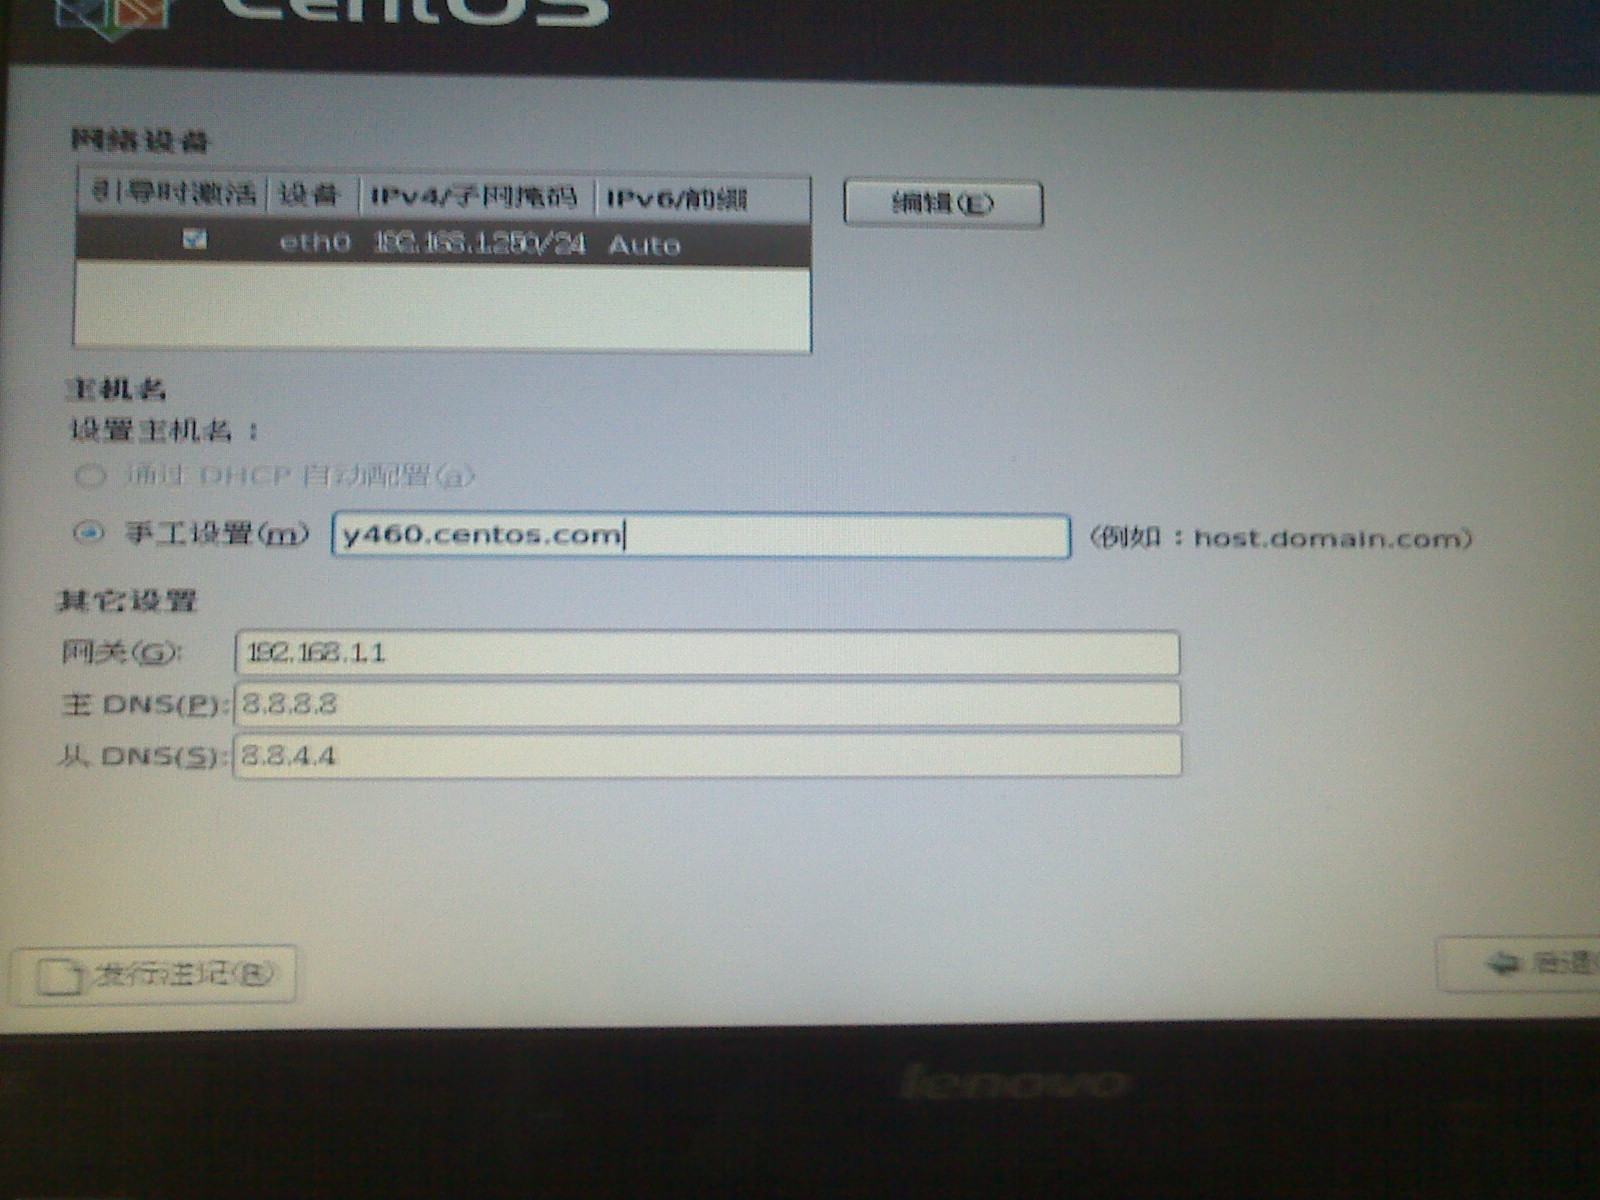 CentOS
网络设备
引导时激活 设备 IPv4/子网掩码 IPv6/前缀
编辑(E)
eth0 192.168.1.250/24 Auto
主机名
设置主机名：
通过 DHCP 自动配置(a)
手工设置(m) y460.centos.com (例如：host.domain.com)
其它设置
网关(G): 192.168.1.1
主 DNS(P): 8.8.8.8
从 DNS(S): 8.8.4.4
发行注记(R) 后退
lenovo